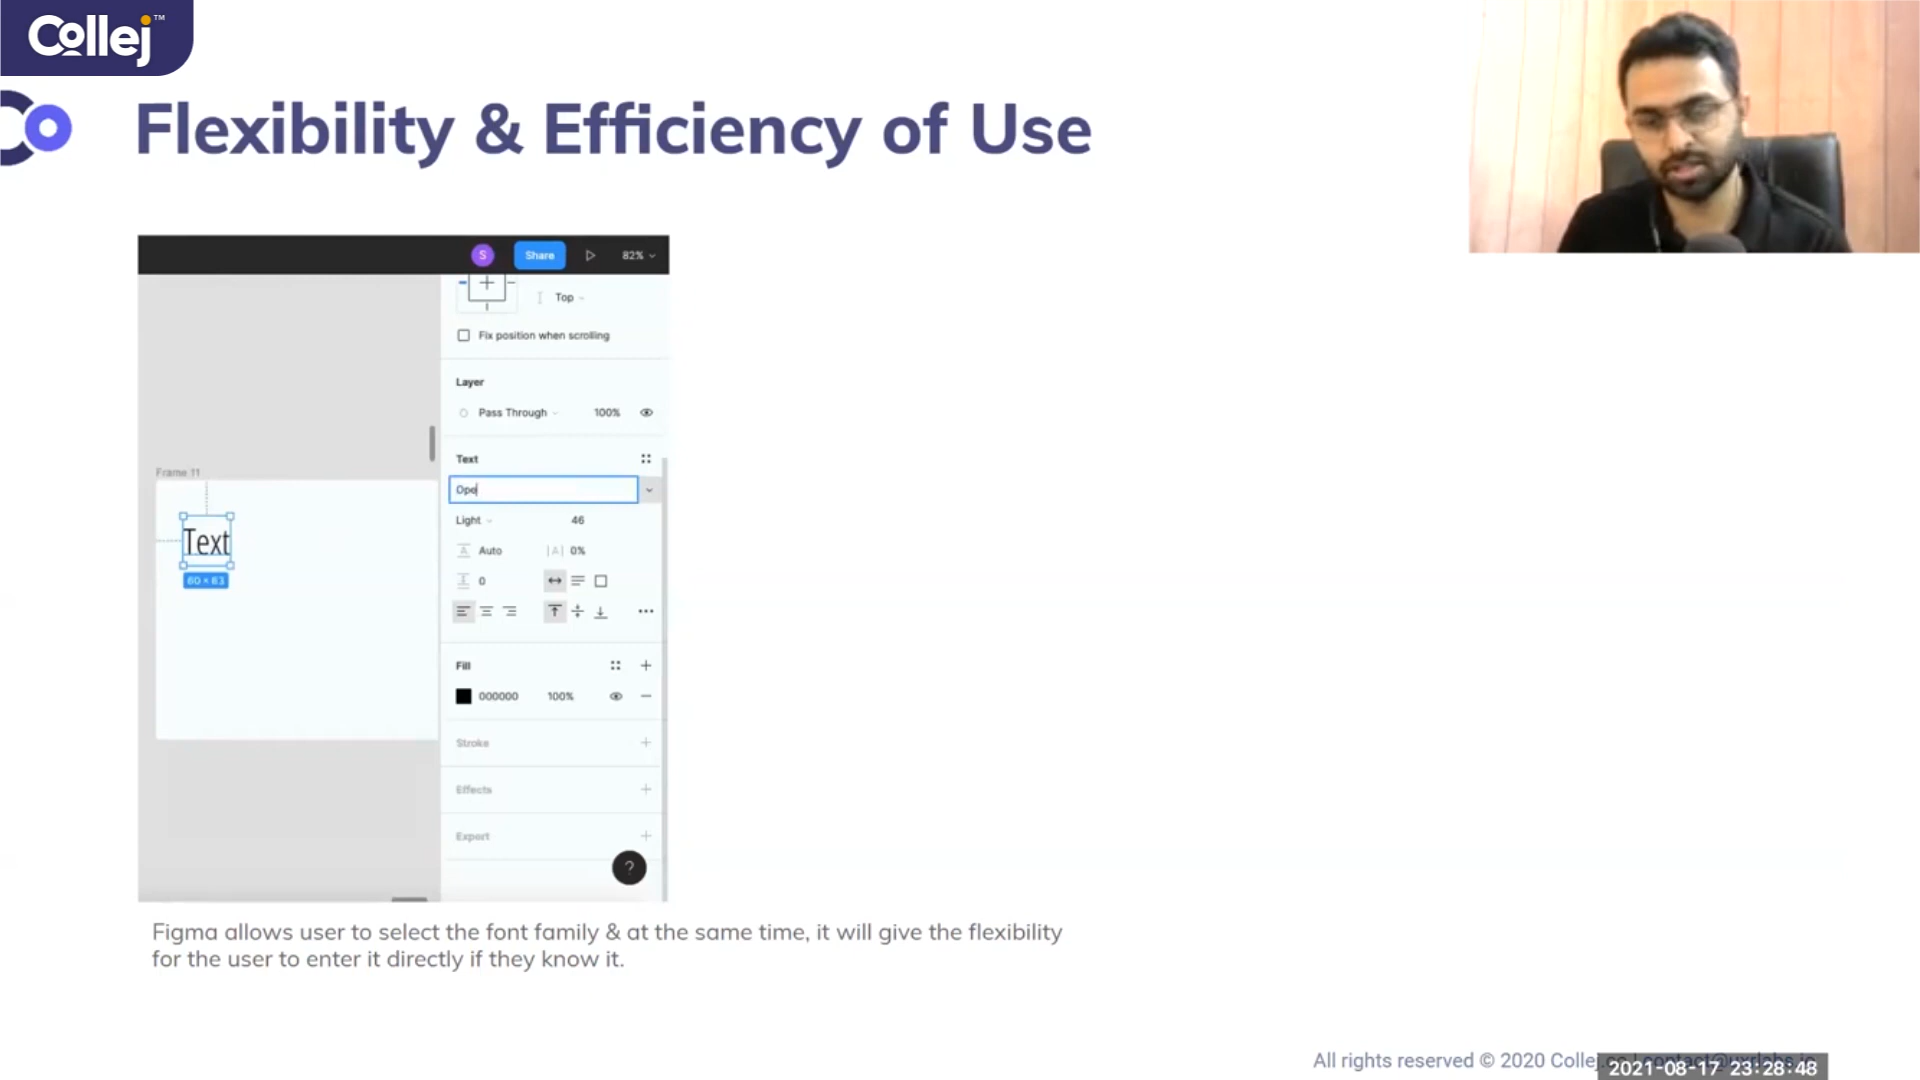 Collej™
Flexibility & Efficiency of Use
S
Share
82%
Top
Fix position when scrolling
Layer
Pass Through
100%
Frame 11
Text
Ope
Text
Light
46
Auto
|A| 0%
60 × 63
0
Fill
000000
100%
Stroke
Effects
Export
?
Figma allows user to select the font family & at the same time, it will give the flexibility
for the user to enter it directly if they know it.
All rights reserved © 2020 Collej
2021-08-17 23:28:48